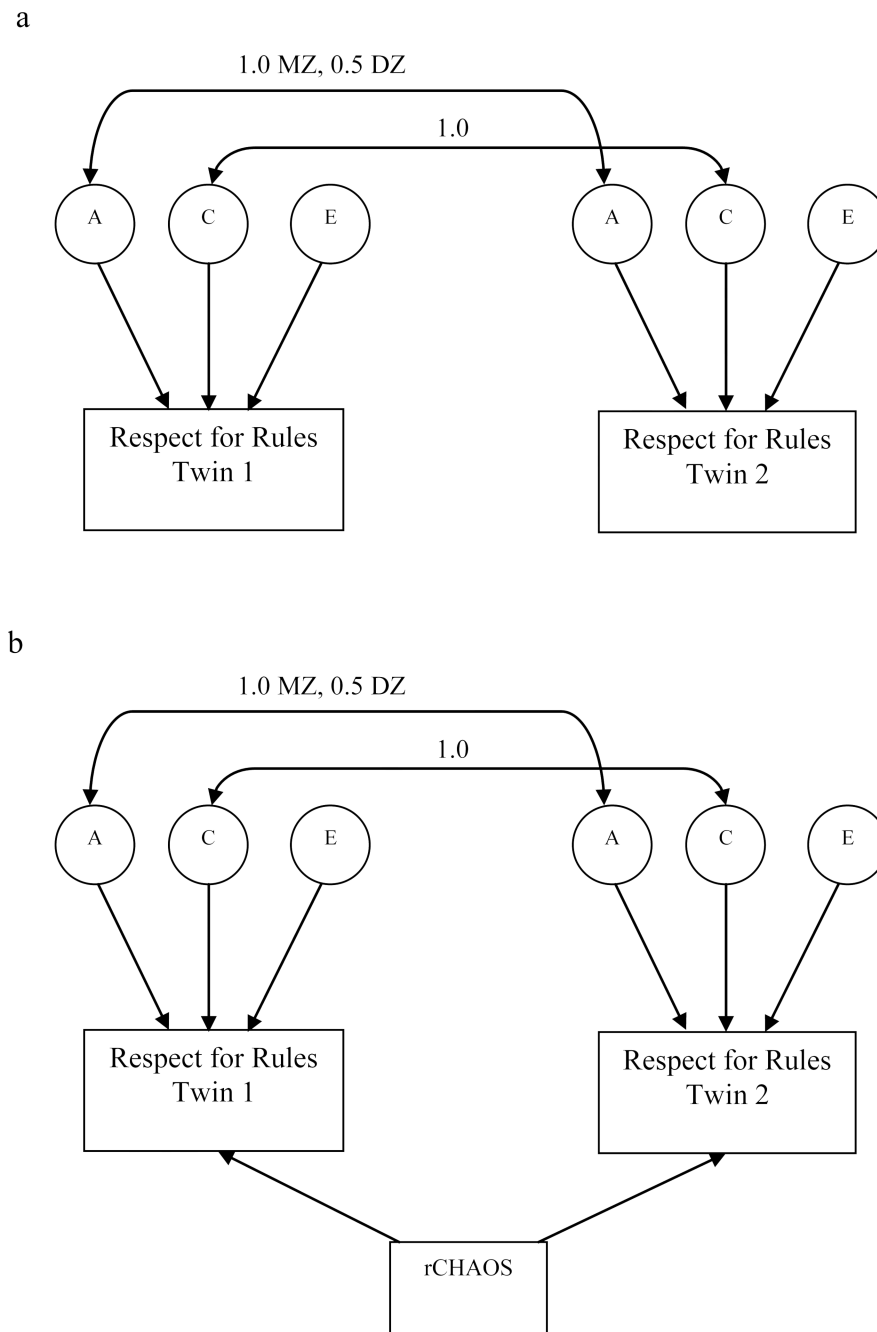 a
1.0 MZ, 0.5 DZ
1.0
A C E A C E
Respect for Rules
Twin 1
Respect for Rules
Twin 2
b
1.0 MZ, 0.5 DZ
1.0
A C E A C E
Respect for Rules
Twin 1
Respect for Rules
Twin 2
rCHAOS